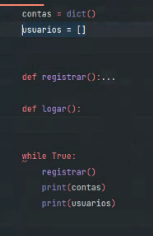 contas = dict()
usuarios = []
def registrar():...
def logar():
while True:
registrar()
print(contas)
print(usuarios)